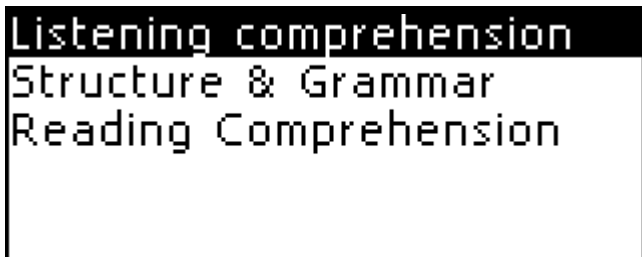 Listening comprehension
Structure & Grammar
Reading Comprehension